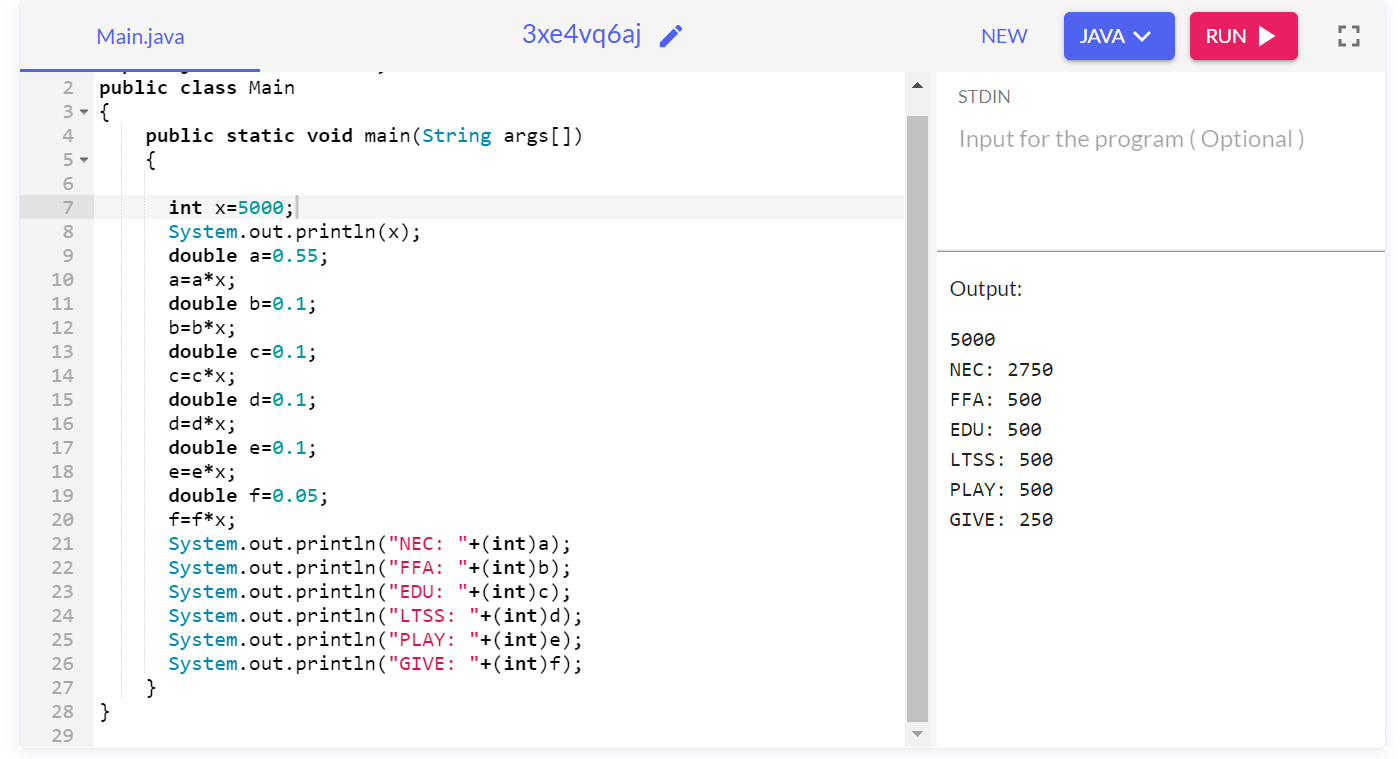 Main.java
3xe4vq6aj
NEW
JAVA
RUN
2 public class Main
3 {
4 public static void main(String args[])
5 {
6
7 int x=5000;
8 System.out.println(x);
9 double a=0.55;
10 a=a*x;
11 double b=0.1;
12 b=b*x;
13 double c=0.1;
14 c=c*x;
15 double d=0.1;
16 d=d*x;
17 double e=0.1;
18 e=e*x;
19 double f=0.05;
20 f=f*x;
21 System.out.println("NEC: "+(int)a);
22 System.out.println("FFA: "+(int)b);
23 System.out.println("EDU: "+(int)c);
24 System.out.println("LTSS: "+(int)d);
25 System.out.println("PLAY: "+(int)e);
26 System.out.println("GIVE: "+(int)f);
27 }
28 }
29
STDIN
Input for the program ( Optional )
Output:
5000
NEC: 2750
FFA: 500
EDU: 500
LTSS: 500
PLAY: 500
GIVE: 250